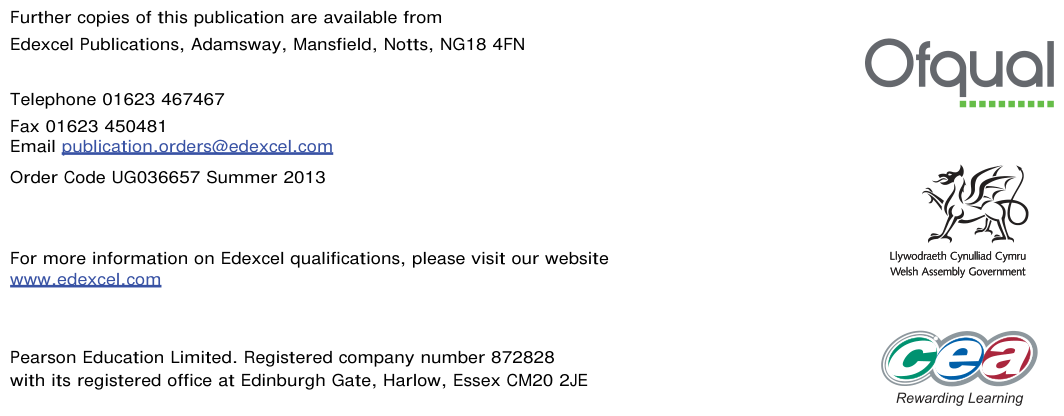 Further copies of this publication are available from
Edexcel Publications, Adamsway, Mansfield, Notts, NG18 4FN
Telephone 01623 467467
Fax 01623 450481
Email publication.orders@edexcel.com
Order Code UG036657 Summer 2013
For more information on Edexcel qualifications, please visit our website
www.edexcel.com
Pearson Education Limited. Registered company number 872828
with its registered office at Edinburgh Gate, Harlow, Essex CM20 2JE
Ofqual
Llywodraeth Cynulliad Cymru
Welsh Assembly Government
cea
Rewarding Learning